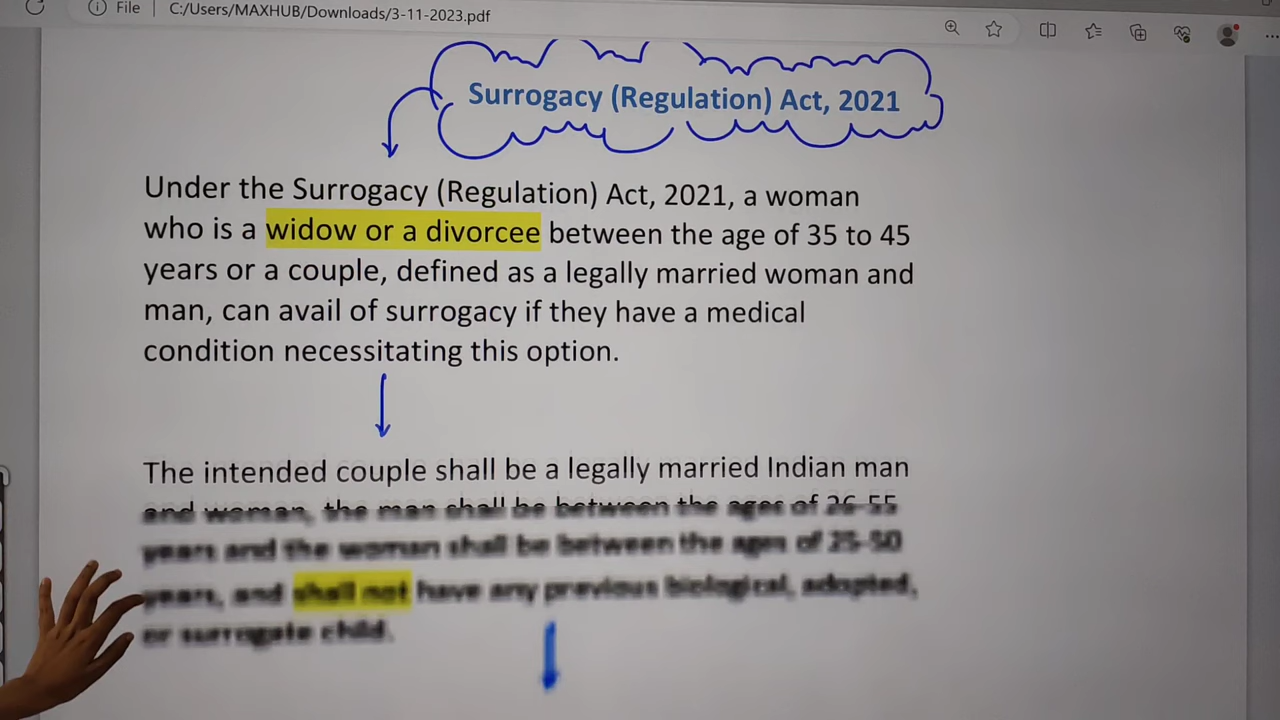 File C:/Users/MAXHUB/Downloads/3-11-2023.pdf
Surrogacy (Regulation) Act, 2021
Under the Surrogacy (Regulation) Act, 2021, a woman
who is a widow or a divorcee between the age of 35 to 45
years or a couple, defined as a legally married woman and
man, can avail of surrogacy if they have a medical
condition necessitating this option.
The intended couple shall be a legally married Indian man
and woman, the man shall be between the ages of 26-55
years and the woman shall be between the ages of 25-50
years, and shall not have any previous biological, adopted,
or surrogate child.